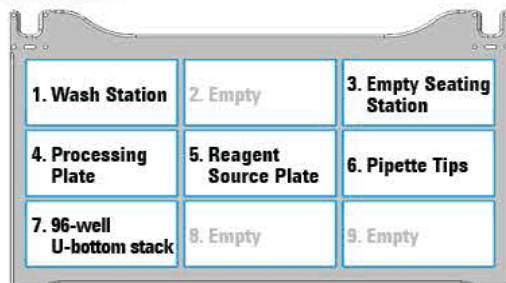 1. Wash Station
2. Empty
3. Empty Seating
Station
4. Processing
Plate
5. Reagent
Source Plate
6. Pipette Tips
7. 96-well
U-bottom stack
8. Empty
9. Empty